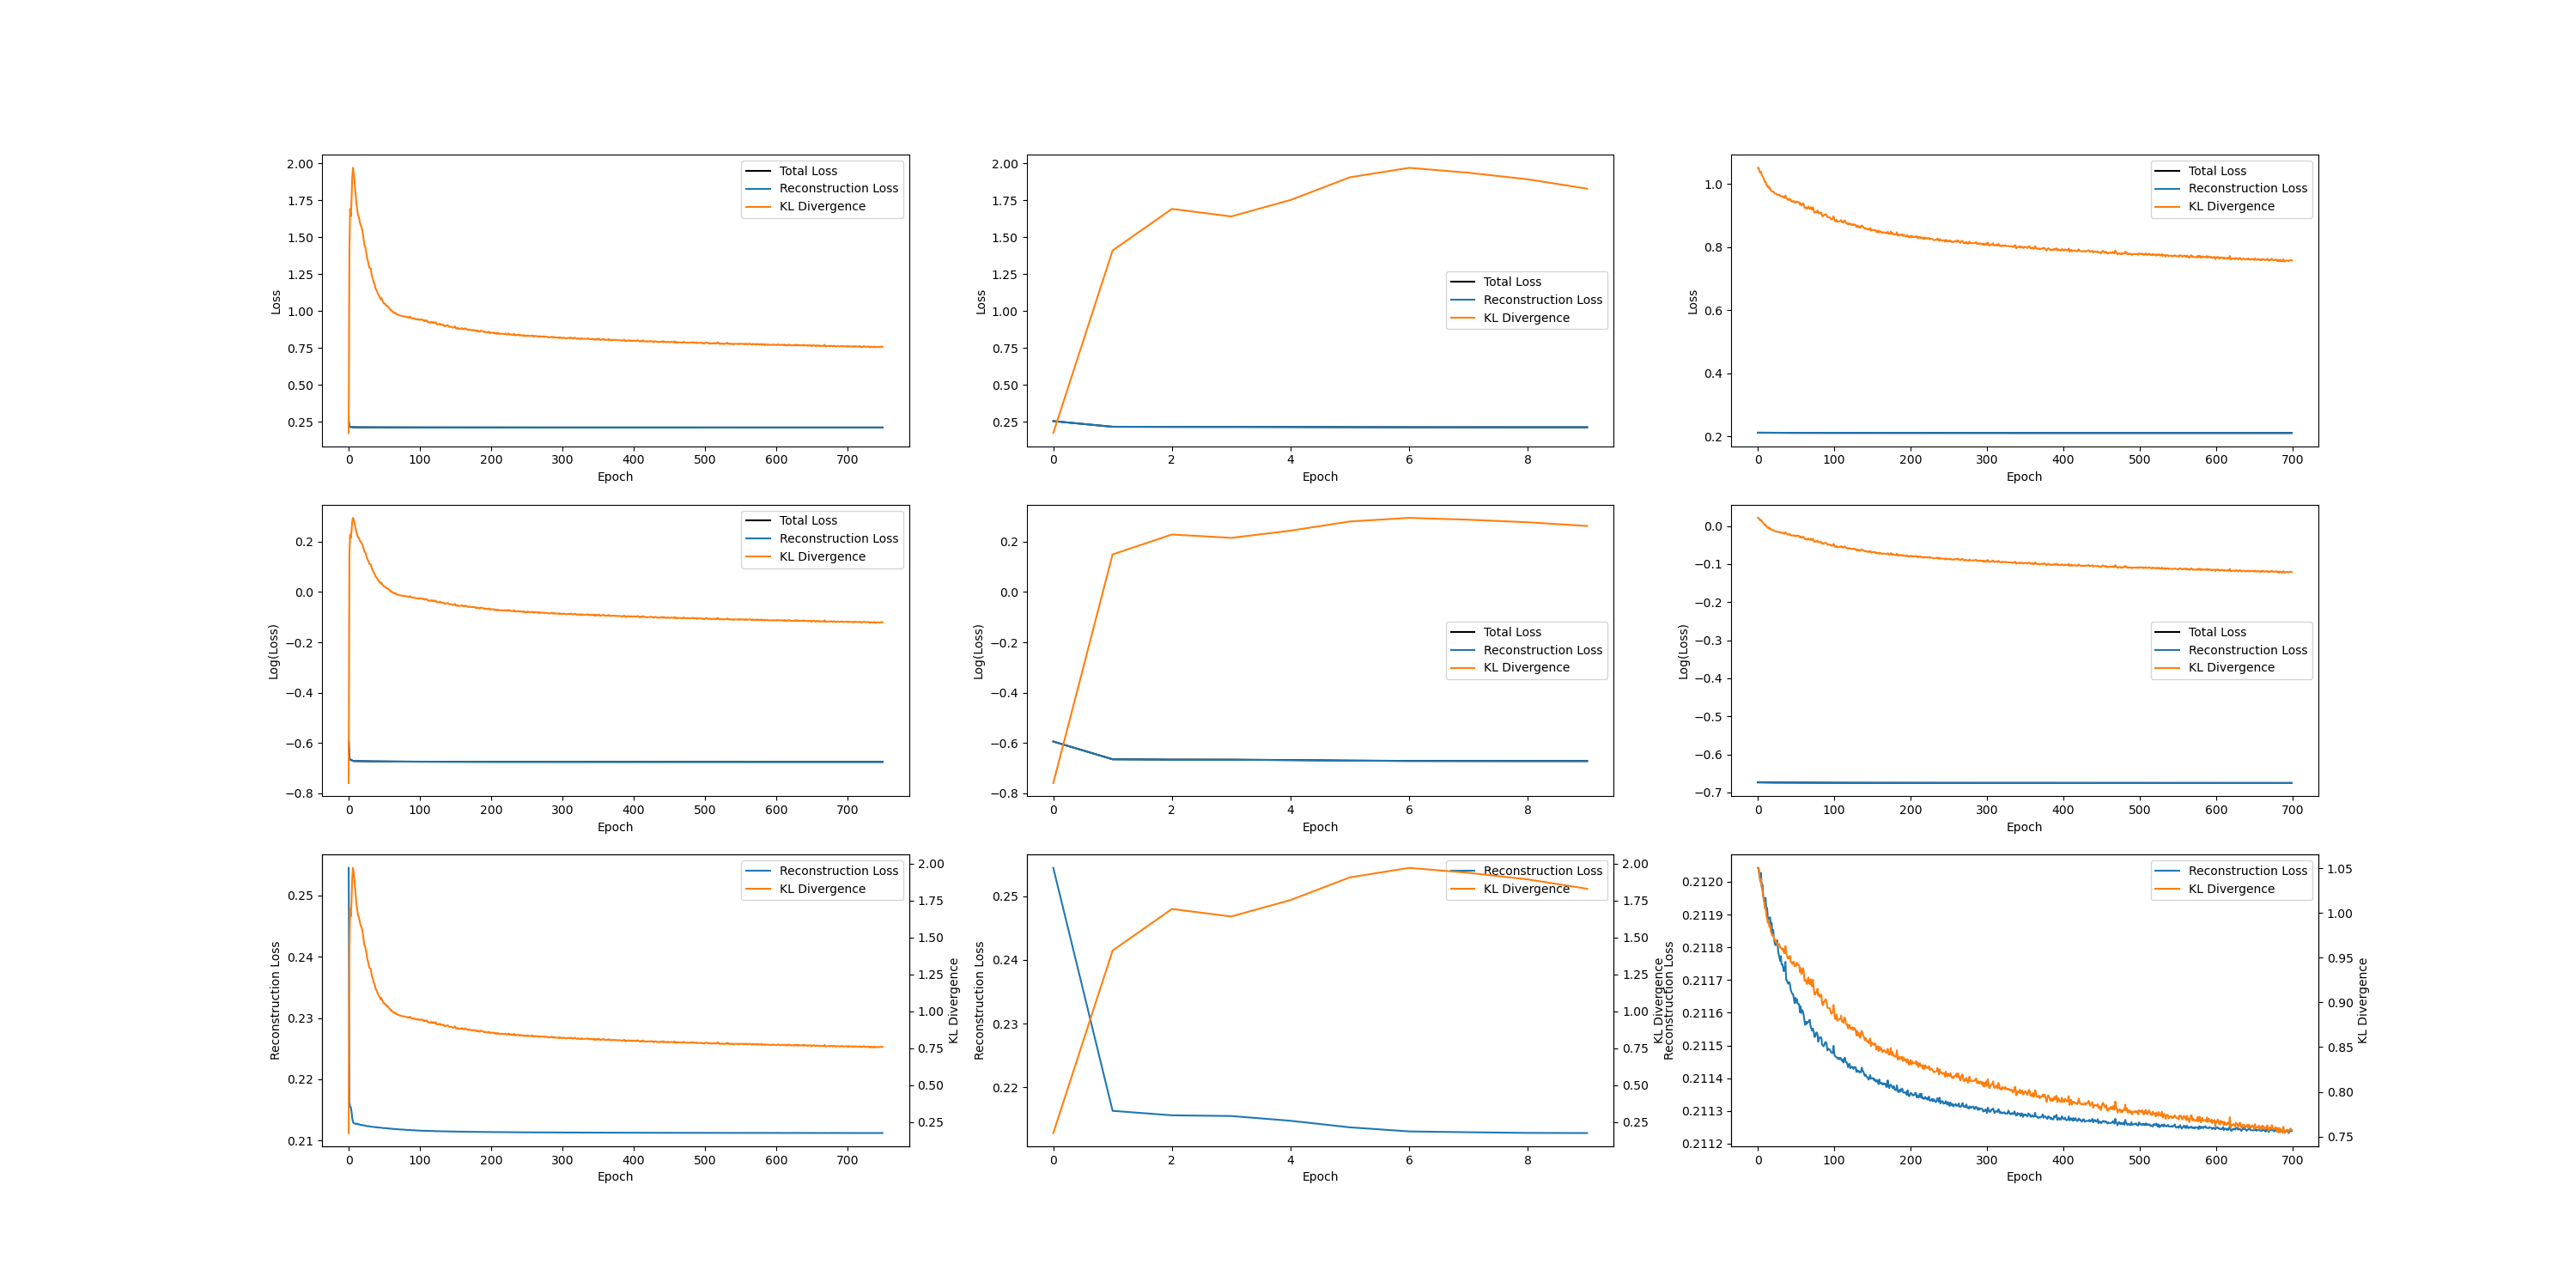 2.00
1.75
1.50
1.25
1.00
0.75
0.50
0.25
Loss
0 100 200 300 400 500 600 700
Epoch
Total Loss
Reconstruction Loss
KL Divergence
2.00
1.75
1.50
1.25
1.00
0.75
0.50
0.25
Loss
0 2 4 6 8
Epoch
Total Loss
Reconstruction Loss
KL Divergence
1.0
0.8
0.6
0.4
0.2
Loss
0 100 200 300 400 500 600 700
Epoch
Total Loss
Reconstruction Loss
KL Divergence
0.2
0.0
−0.2
−0.4
−0.6
−0.8
Log(Loss)
0 100 200 300 400 500 600 700
Epoch
Total Loss
Reconstruction Loss
KL Divergence
0.2
0.0
−0.2
−0.4
−0.6
−0.8
Log(Loss)
0 2 4 6 8
Epoch
Total Loss
Reconstruction Loss
KL Divergence
0.0
−0.1
−0.2
−0.3
−0.4
−0.5
−0.6
−0.7
Log(Loss)
0 100 200 300 400 500 600 700
Epoch
Total Loss
Reconstruction Loss
KL Divergence
0.25
0.24
0.23
0.22
0.21
Reconstruction Loss
0 100 200 300 400 500 600 700
Epoch
Reconstruction Loss
KL Divergence
2.00
1.75
1.50
1.25
1.00
0.75
0.50
0.25
KL Divergence
0.25
0.24
0.23
0.22
Reconstruction Loss
0 2 4 6 8
Epoch
Reconstruction Loss
KL Divergence
2.00
1.75
1.50
1.25
1.00
0.75
0.50
0.25
KL Divergence
0.2120
0.2119
0.2118
0.2117
0.2116
0.2115
0.2114
0.2113
0.2112
Reconstruction Loss
0 100 200 300 400 500 600 700
Epoch
Reconstruction Loss
KL Divergence
1.05
1.00
0.95
0.90
0.85
0.80
0.75
KL Divergence